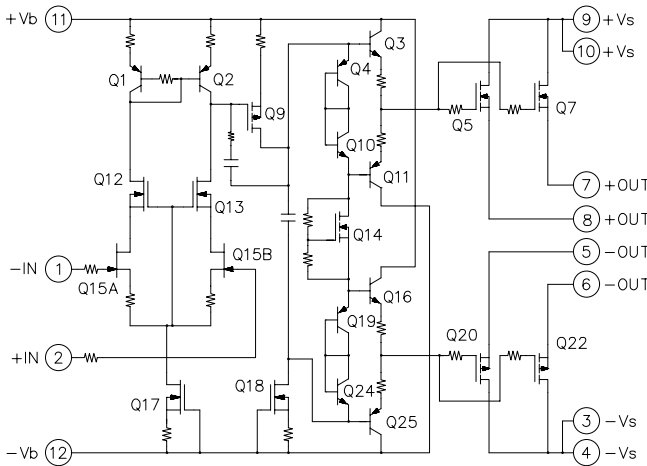 +Vb 11
Q3
9 +Vs
10 +Vs
Q1
Q2
Q4
Q9
Q5
Q7
Q10
Q12
Q13
Q11
7 +OUT
8 +OUT
Q14
5 −OUT
6 −OUT
−IN 1
Q15A
Q15B
Q16
Q19
Q20
Q22
+IN 2
Q17
Q18
Q24
Q25
3 −Vs
−Vb 12
4 −Vs